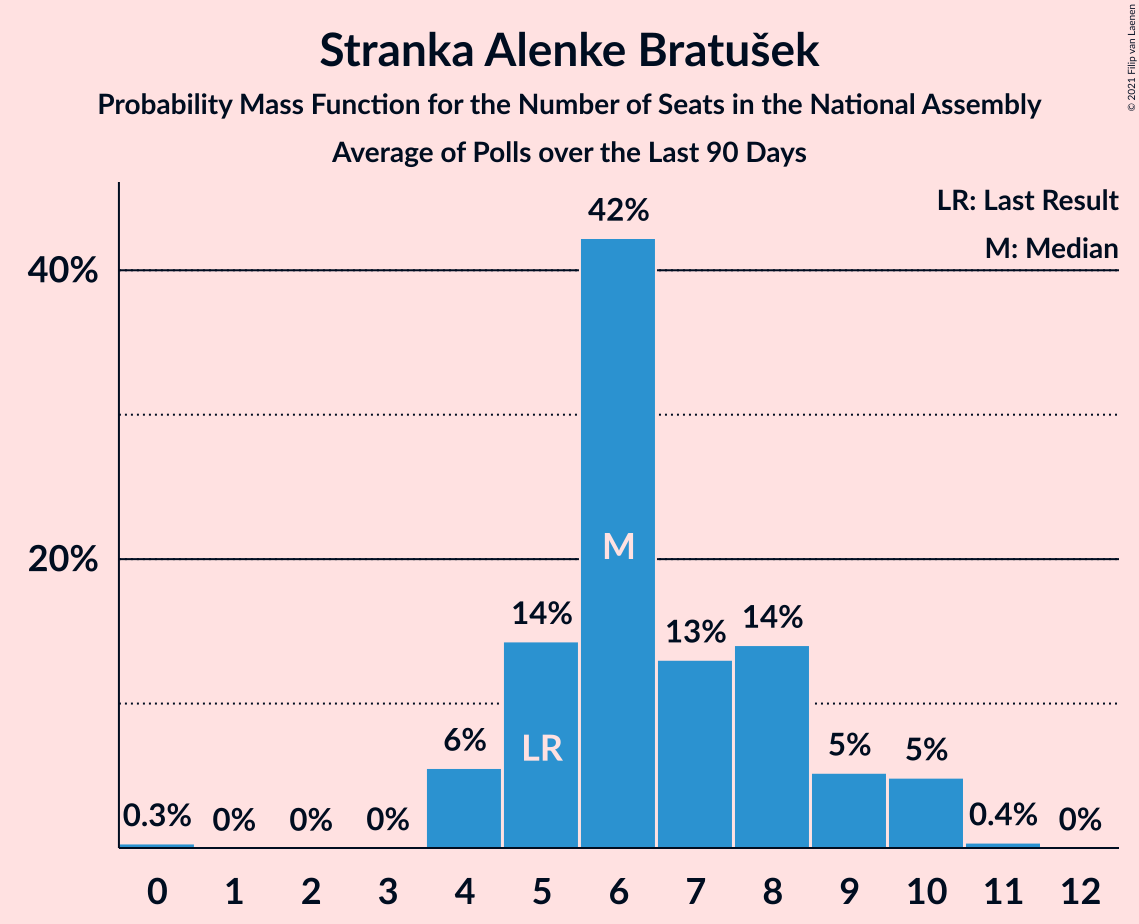 Stranka Alenke Bratušek
Probability Mass Function for the Number of Seats in the National Assembly
Average of Polls over the Last 90 Days
© 2021 Filip van Laenen
LR: Last Result
M: Median
42%
40%
M
20%
14%
13%
14%
LR
6%
5%
5%
0.3%
0%
0%
0%
0.4%
0%
0 1 2 3 4 5 6 7 8 9 10 11 12